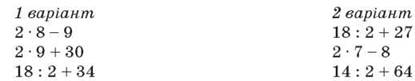 1 варіант
2 · 8 – 9
2 · 9 + 30
18 : 2 + 34
2 варіант
18 : 2 + 27
2 · 7 – 8
14 : 2 + 64